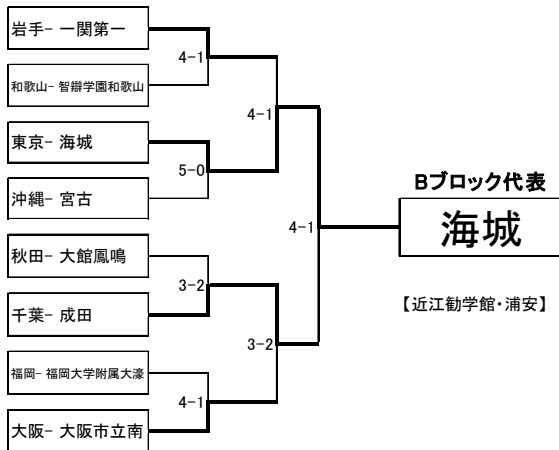 岩手- 一関第一
4-1
和歌山- 智辯学園和歌山
4-1
東京- 海城
5-0
沖縄- 宮古
4-1
Bブロック代表
海城
秋田- 大館鳳鳴
3-2
千葉- 成田
【近江勧学館・浦安】
3-2
福岡- 福岡大学附属大濠
4-1
大阪- 大阪市立南